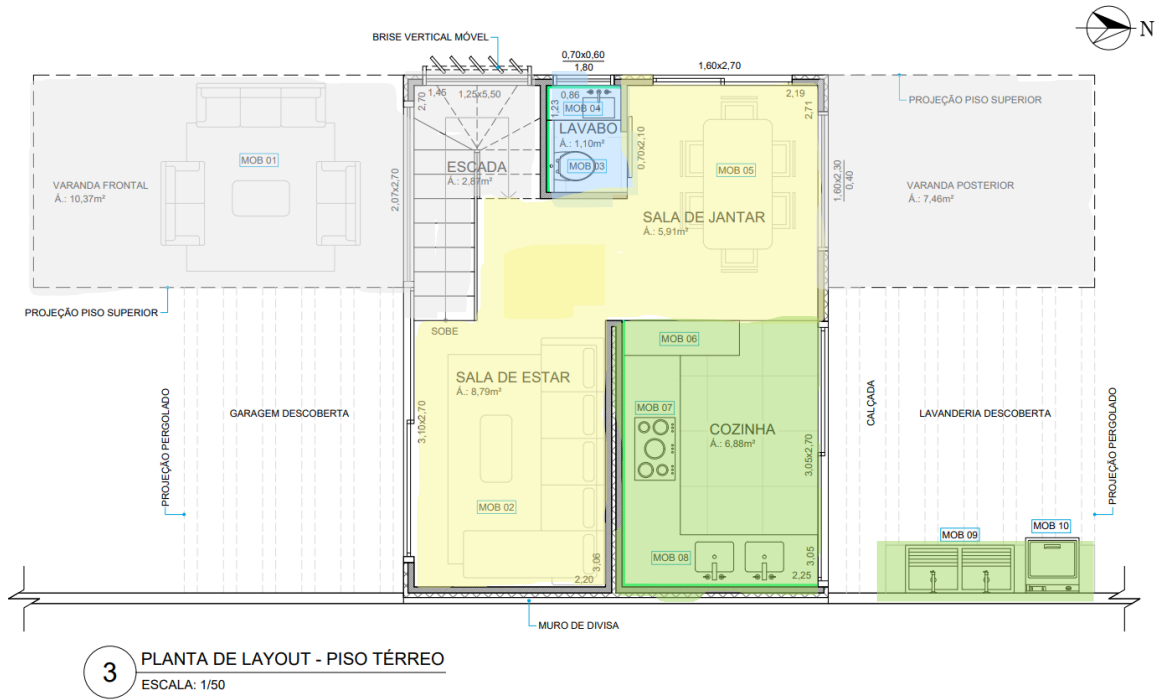 N
BRISE VERTICAL MÓVEL
0,70x0,60
1,80
1,60x2,70
2,70
1,45
1,25x5,50
0,86
1,23
2,19
2,71
PROJEÇÃO PISO SUPERIOR
MOB 01
MOB 04
LAVABO
Á.: 1,10m²
MOB 03
0,70x2,10
MOB 05
ESCADA
Á.: 2,87m²
VARANDA FRONTAL
Á.: 10,37m²
2,07x2,70
1,60x2,30
0,40
VARANDA POSTERIOR
Á.: 7,46m²
SALA DE JANTAR
Á.: 5,91m²
PROJEÇÃO PISO SUPERIOR
SOBE
MOB 06
SALA DE ESTAR
Á.: 8,79m²
PROJEÇÃO PERGOLADO
GARAGEM DESCOBERTA
3,10x2,70
MOB 07
COZINHA
Á.: 6,88m²
3,05x2,70
CALÇADA
LAVANDERIA DESCOBERTA
PROJEÇÃO PERGOLADO
MOB 02
MOB 08
3,06
2,20
3,05
2,25
MOB 09
MOB 10
MURO DE DIVISA
3
PLANTA DE LAYOUT - PISO TÉRREO
ESCALA: 1/50